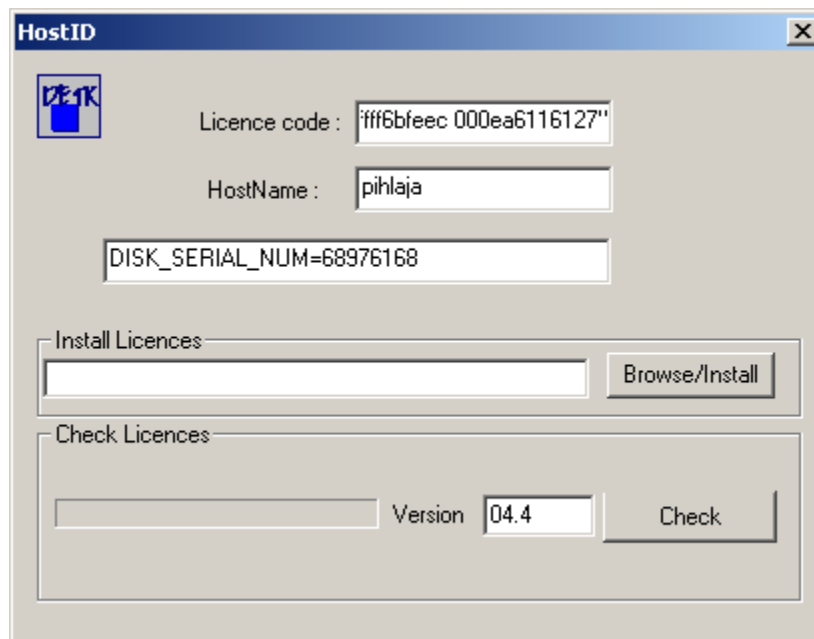 HostID
Licence code :
fff6bfeec 000ea6116127"
HostName :
pihlaja
DISK_SERIAL_NUM=68976168
Install Licences
Browse/Install
Check Licences
Version
04.4
Check